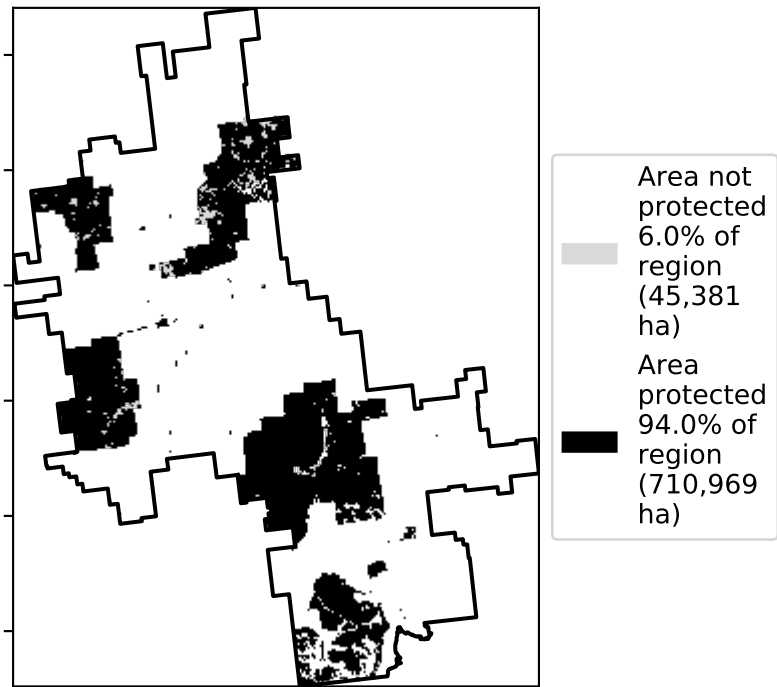 Area not
protected
6.0% of
region
(45,381
ha)
Area
protected
94.0% of
region
(710,969
ha)